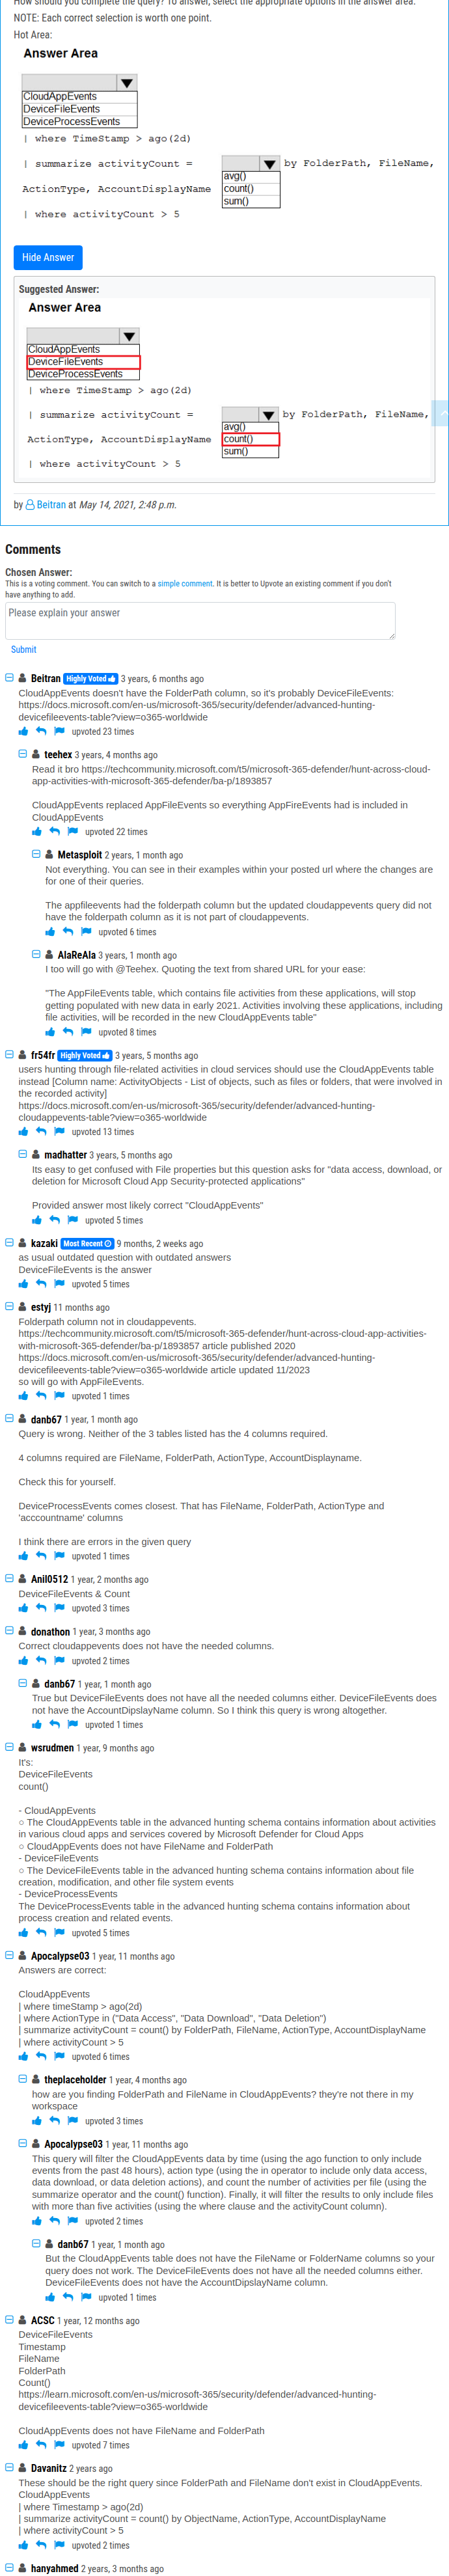 How should you complete the query? To answer, select the appropriate options in the answer area.
NOTE: Each correct selection is worth one point.
Hot Area:
Answer Area
CloudAppEvents
DeviceFileEvents
DeviceProcessEvents
| where TimeStamp > ago(2d)
| summarize activityCount =
by FolderPath, FileName,
avg()
ActionType, AccountDisplayName
count()
sum()
| where activityCount > 5
Hide Answer
Suggested Answer:
Answer Area
CloudAppEvents
DeviceFileEvents
DeviceProcessEvents
| where TimeStamp > ago(2d)
| summarize activityCount =
by FolderPath, FileName,
avg()
ActionType, AccountDisplayName
count()
sum()
| where activityCount > 5
by Beitran at May 14, 2021, 2:48 p.m.
Comments
Chosen Answer:
This is a voting comment. You can switch to a simple comment. It is better to Upvote an existing comment if you don't
have anything to add.
Please explain your answer
Submit
Beitran Highly Voted 3 years, 6 months ago
CloudAppEvents doesn't have the FolderPath column, so it's probably DeviceFileEvents:
https://docs.microsoft.com/en-us/microsoft-365/security/defender/advanced-hunting-
devicefileevents-table?view=o365-worldwide
upvoted 23 times
teehex 3 years, 4 months ago
Read it bro https://techcommunity.microsoft.com/t5/microsoft-365-defender/hunt-across-cloud-
app-activities-with-microsoft-365-defender/ba-p/1893857
CloudAppEvents replaced AppFileEvents so everything AppFireEvents had is included in
CloudAppEvents
upvoted 22 times
Metasploit 2 years, 1 month ago
Not everything. You can see in their examples within your posted url where the changes are
for one of their queries.
The appfileevents had the folderpath column but the updated cloudappevents query did not
have the folderpath column as it is not part of cloudappevents.
upvoted 6 times
AlaReAla 3 years, 1 month ago
I too will go with @Teehex. Quoting the text from shared URL for your ease:
"The AppFileEvents table, which contains file activities from these applications, will stop
getting populated with new data in early 2021. Activities involving these applications, including
file activities, will be recorded in the new CloudAppEvents table"
upvoted 8 times
fr54fr Highly Voted 3 years, 5 months ago
users hunting through file-related activities in cloud services should use the CloudAppEvents table
instead [Column name: ActivityObjects - List of objects, such as files or folders, that were involved in
the recorded activity]
https://docs.microsoft.com/en-us/microsoft-365/security/defender/advanced-hunting-
cloudappevents-table?view=o365-worldwide
upvoted 13 times
madhatter 3 years, 5 months ago
Its easy to get confused with File properties but this question asks for "data access, download, or
deletion for Microsoft Cloud App Security-protected applications"
Provided answer most likely correct "CloudAppEvents"
upvoted 5 times
kazaki Most Recent 9 months, 2 weeks ago
as usual outdated question with outdated answers
DeviceFileEvents is the answer
upvoted 5 times
estyj 11 months ago
Folderpath column not in cloudappevents.
https://techcommunity.microsoft.com/t5/microsoft-365-defender/hunt-across-cloud-app-activities-
with-microsoft-365-defender/ba-p/1893857 article published 2020
https://docs.microsoft.com/en-us/microsoft-365/security/defender/advanced-hunting-
devicefileevents-table?view=o365-worldwide article updated 11/2023
so will go with AppFileEvents.
upvoted 1 times
danb67 1 year, 1 month ago
Query is wrong. Neither of the 3 tables listed has the 4 columns required.
4 columns required are FileName, FolderPath, ActionType, AccountDisplayname.
Check this for yourself.
DeviceProcessEvents comes closest. That has FileName, FolderPath, ActionType and
'acccountname' columns
I think there are errors in the given query
upvoted 1 times
Anil0512 1 year, 2 months ago
DeviceFileEvents & Count
upvoted 3 times
donathon 1 year, 3 months ago
Correct cloudappevents does not have the needed columns.
upvoted 2 times
danb67 1 year, 1 month ago
True but DeviceFileEvents does not have all the needed columns either. DeviceFileEvents does
not have the AccountDipslayName column. So I think this query is wrong altogether.
upvoted 1 times
wsrudmen 1 year, 9 months ago
It's:
DeviceFileEvents
count()
- CloudAppEvents
○ The CloudAppEvents table in the advanced hunting schema contains information about activities
in various cloud apps and services covered by Microsoft Defender for Cloud Apps
○ CloudAppEvents does not have FileName and FolderPath
- DeviceFileEvents
○ The DeviceFileEvents table in the advanced hunting schema contains information about file
creation, modification, and other file system events
- DeviceProcessEvents
The DeviceProcessEvents table in the advanced hunting schema contains information about
process creation and related events.
upvoted 5 times
Apocalypse03 1 year, 11 months ago
Answers are correct:
CloudAppEvents
| where timeStamp > ago(2d)
| where ActionType in ("Data Access", "Data Download", "Data Deletion")
| summarize activityCount = count() by FolderPath, FileName, ActionType, AccountDisplayName
| where activityCount > 5
upvoted 6 times
theplaceholder 1 year, 4 months ago
how are you finding FolderPath and FileName in CloudAppEvents? they're not there in my
workspace
upvoted 3 times
Apocalypse03 1 year, 11 months ago
This query will filter the CloudAppEvents data by time (using the ago function to only include
events from the past 48 hours), action type (using the in operator to include only data access,
data download, or data deletion actions), and count the number of activities per file (using the
summarize operator and the count() function). Finally, it will filter the results to only include files
with more than five activities (using the where clause and the activityCount column).
upvoted 2 times
danb67 1 year, 1 month ago
But the CloudAppEvents table does not have the FileName or FolderName columns so your
query does not work. The DeviceFileEvents does not have all the needed columns either.
DeviceFileEvents does not have the AccountDipslayName column.
upvoted 1 times
ACSC 1 year, 12 months ago
DeviceFileEvents
Timestamp
FileName
FolderPath
Count()
https://learn.microsoft.com/en-us/microsoft-365/security/defender/advanced-hunting-
devicefileevents-table?view=o365-worldwide
CloudAppEvents does not have FileName and FolderPath
upvoted 7 times
Davanitz 2 years ago
These should be the right query since FolderPath and FileName don't exist in CloudAppEvents.
CloudAppEvents
| where Timestamp > ago(2d)
| summarize activityCount = count() by ObjectName, ActionType, AccountDisplayName
| where activityCount > 5
upvoted 2 times
hanyahmed 2 years, 3 months ago